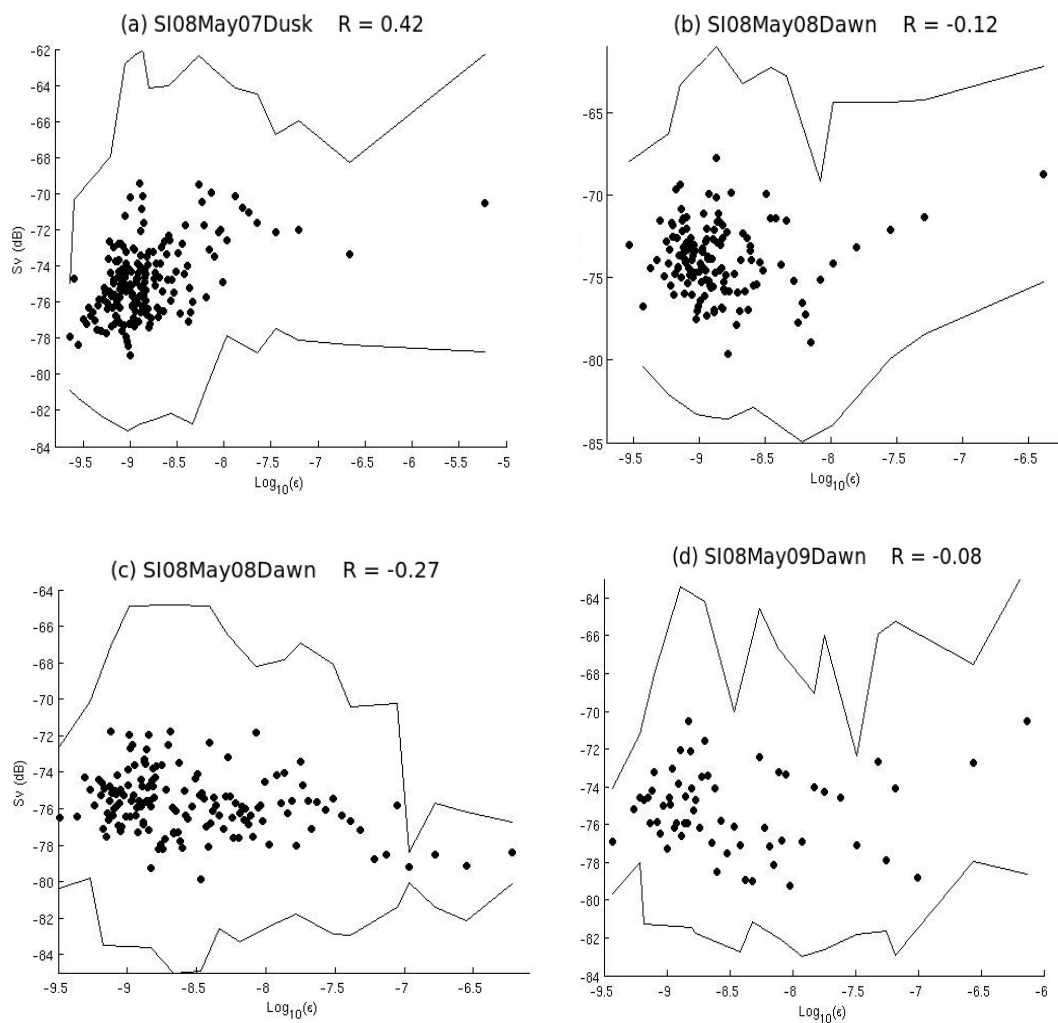 (a) SI08May07Dusk R = 0.42
-62
-64
-66
-68
-70
-72
-74
-76
-78
-80
-82
-84
Sv (dB)
-9.5 -9 -8.5 -8 -7.5 -7 -6.5 -6 -5.5 -5
Log10(ε)
(b) SI08May08Dawn R = -0.12
-65
-70
-75
-80
-85
-9.5 -9 -8.5 -8 -7.5 -7 -6.5
Log10(ε)
(c) SI08May08Dawn R = -0.27
-64
-66
-68
-70
-72
-74
-76
-78
-80
-82
-84
Sv (dB)
-9.5 -9 -8.5 -8 -7.5 -7 -6.5
Log10(ε)
(d) SI08May09Dawn R = -0.08
-64
-66
-68
-70
-72
-74
-76
-78
-80
-82
-84
-9.5 -9 -8.5 -8 -7.5 -7 -6.5 -6
Log10(ε)